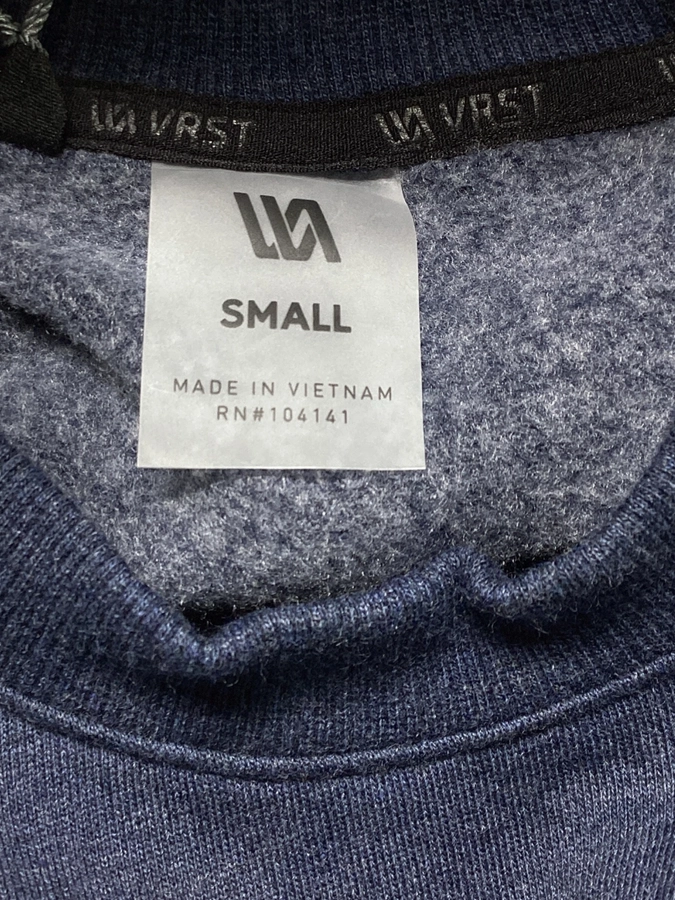 VRST VRST
SMALL
MADE IN VIETNAM
RN#104141